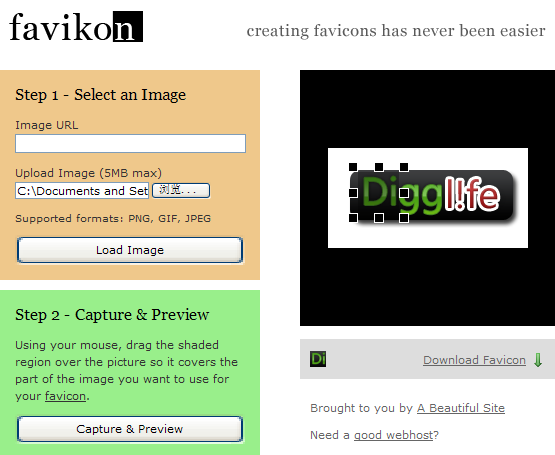 favikon
creating favicons has never been easier
Step 1 - Select an Image
Image URL
Upload Image (5MB max)
C:\Documents and Set
浏览...
Supported formats: PNG, GIF, JPEG
Load Image
Step 2 - Capture & Preview
Using your mouse, drag the shaded
region over the picture so it covers the
part of the image you want to use for
your favicon.
Capture & Preview
Diggl!fe
Di
Download Favicon
Brought to you by A Beautiful Site
Need a good webhost?